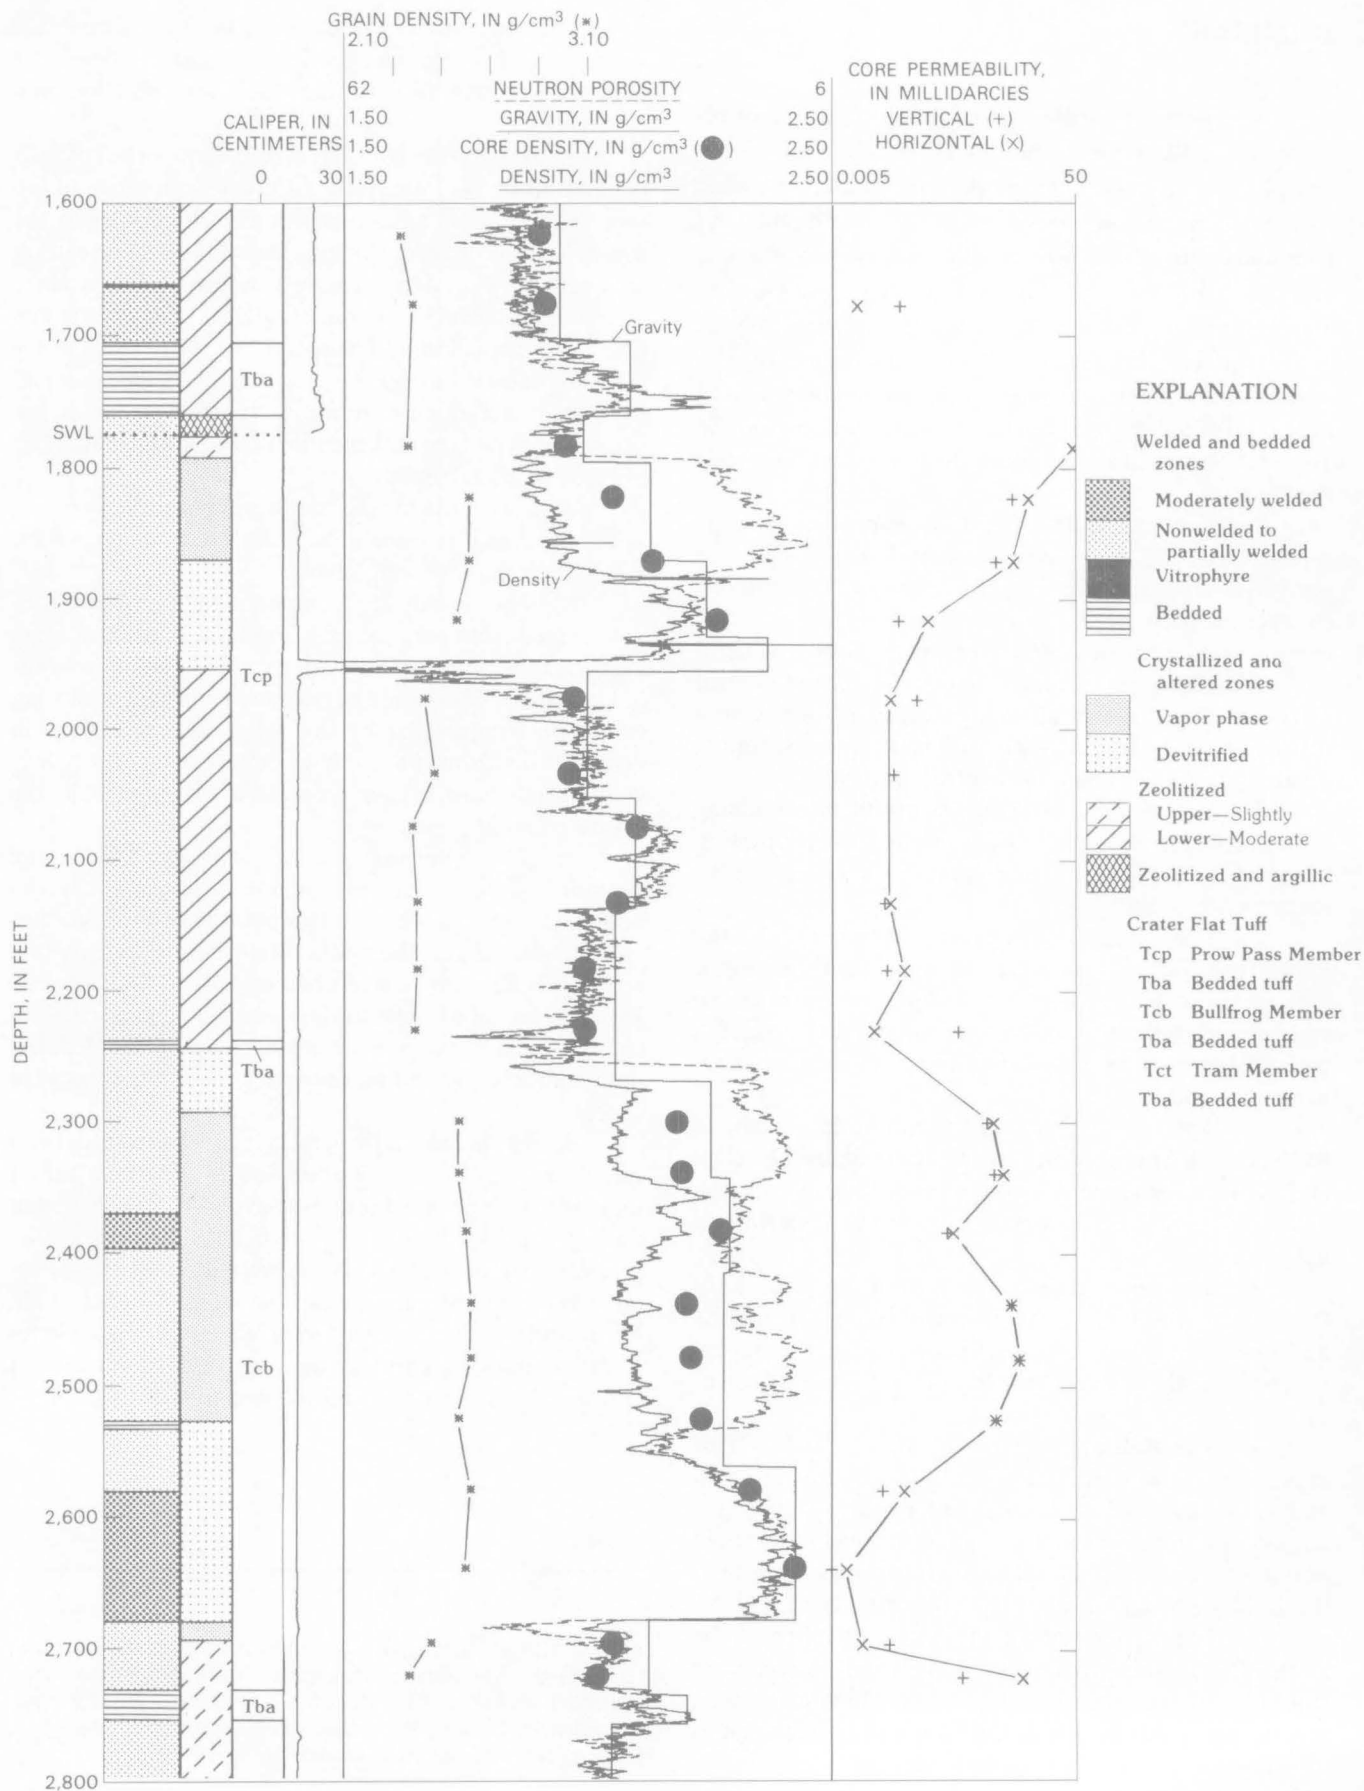 GRAIN DENSITY, IN g/cm³ (*)
2.10 3.10
62 NEUTRON POROSITY 6
1.50 GRAVITY, IN g/cm³ 2.50
1.50 CORE DENSITY, IN g/cm³ (●) 2.50
1.50 DENSITY, IN g/cm³ 2.50
CALIPER, IN
CENTIMETERS
0 30
CORE PERMEABILITY,
IN MILLIDARCIES
VERTICAL (+)
HORIZONTAL (×)
0.005 50
DEPTH, IN FEET
1,600
1,700
SWL
1,800
1,900
2,000
2,100
2,200
2,300
2,400
2,500
2,600
2,700
2,800
Tba
Tcp
Tba
Tcb
Tba
Gravity
Density
EXPLANATION
Welded and bedded
zones
Moderately welded
Nonwelded to
partially welded
Vitrophyre
Bedded
Crystallized and
altered zones
Vapor phase
Devitrified
Zeolitized
Upper—Slightly
Lower—Moderate
Zeolitized and argillic
Crater Flat Tuff
Tcp Prow Pass Member
Tba Bedded tuff
Tcb Bullfrog Member
Tba Bedded tuff
Tct Tram Member
Tba Bedded tuff